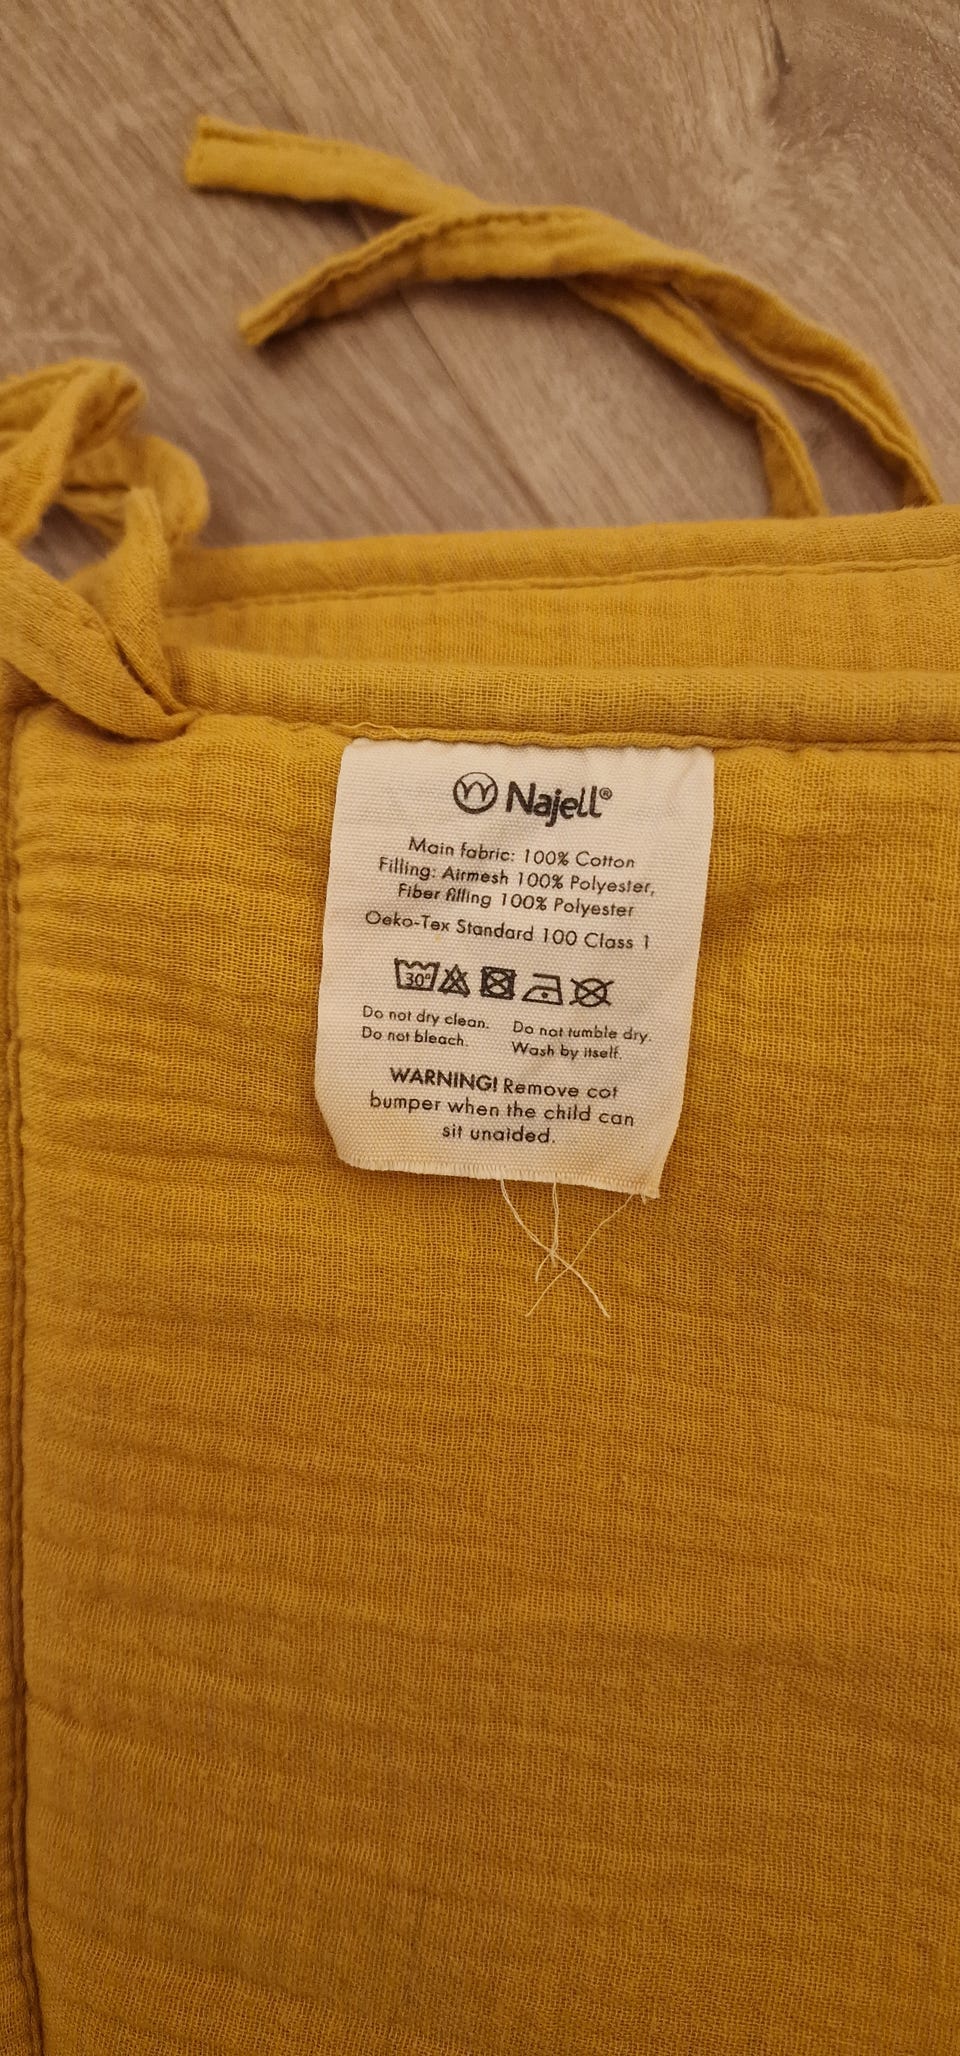 Najell®
Main fabric: 100% Cotton
Filling: Airmesh 100% Polyester,
Fiber filling 100% Polyester
Oeko-Tex Standard 100 Class 1
30°
Do not dry clean. Do not tumble dry.
Do not bleach. Wash by itself.
WARNING! Remove cot
bumper when the child can
sit unaided.